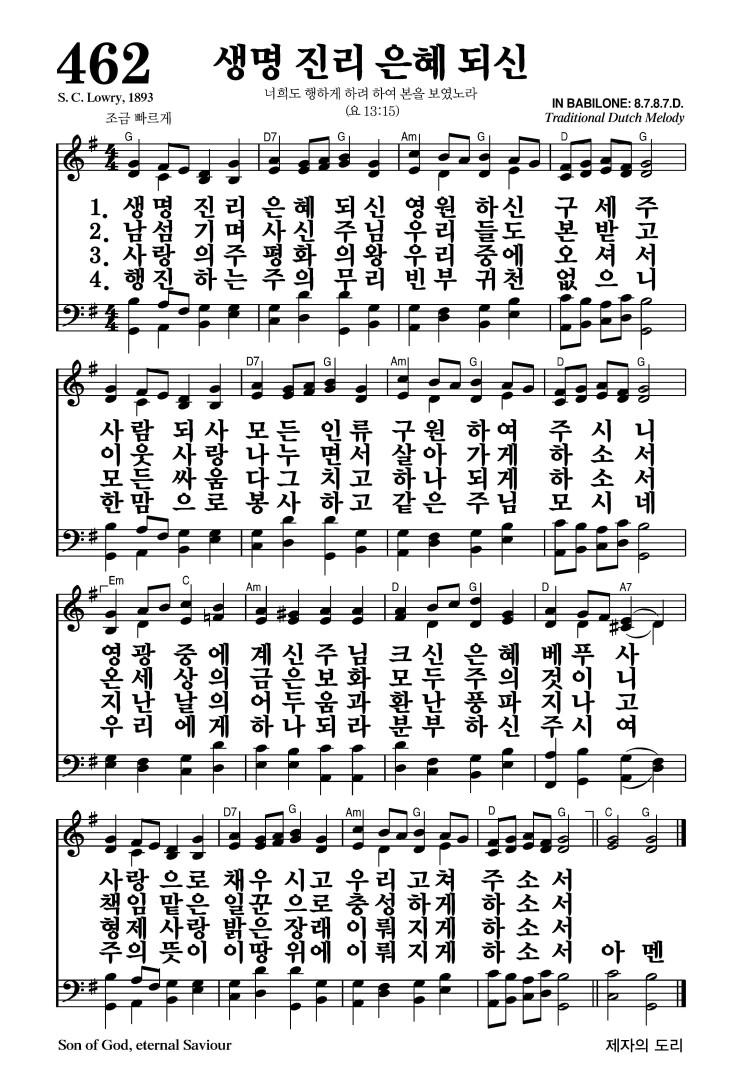 462 생명 진리 은혜 되신
S. C. Lowry, 1893
너희도 행하게 하려 하여 본을 보였노라
(요 13:15)
IN BABILONE: 8.7.8.7.D.
Traditional Dutch Melody
조금 빠르게
G D7 G Am G D G
4 4
1. 생명 진리 은혜 되신 영원 하신 구세주
2. 남섬 기며 사신 주님 우리 들도 본받고
3. 사랑 의주 평화 의왕 우리 중에 오셔서
4. 행진 하는 주의 무리 빈부 귀천 없으니
4 4
D7 G Am D G
사람 되사 모든 인류 구원 하여 주시니
이웃 사랑 나누 면서 살아 가게 하소서
모든 싸움 다그 치고 하나 되게 하소서
한맘 으로 봉사 하고 같은 주님 모시네
Em C Am D G D A7
영광 중에 계신 주님 크신 은혜 베푸사
온세 상의 금은 보화 모두 주의 것이니
지난 날의 어두 움과 환난 풍파 지나고
우리 에게 하나 되라 분부 하신 주시여
D7 G Am G D G C G
사랑 으로 채우 시고 우리 고쳐 주소서
책임 맡은 일꾼 으로 충성 하게 하소서
형제 사랑 밝은 장래 이뤄 지게 하소서
주의 뜻이 이땅 위에 이뤄 지게 하소서 아멘
Son of God, eternal Saviour
제자의 도리